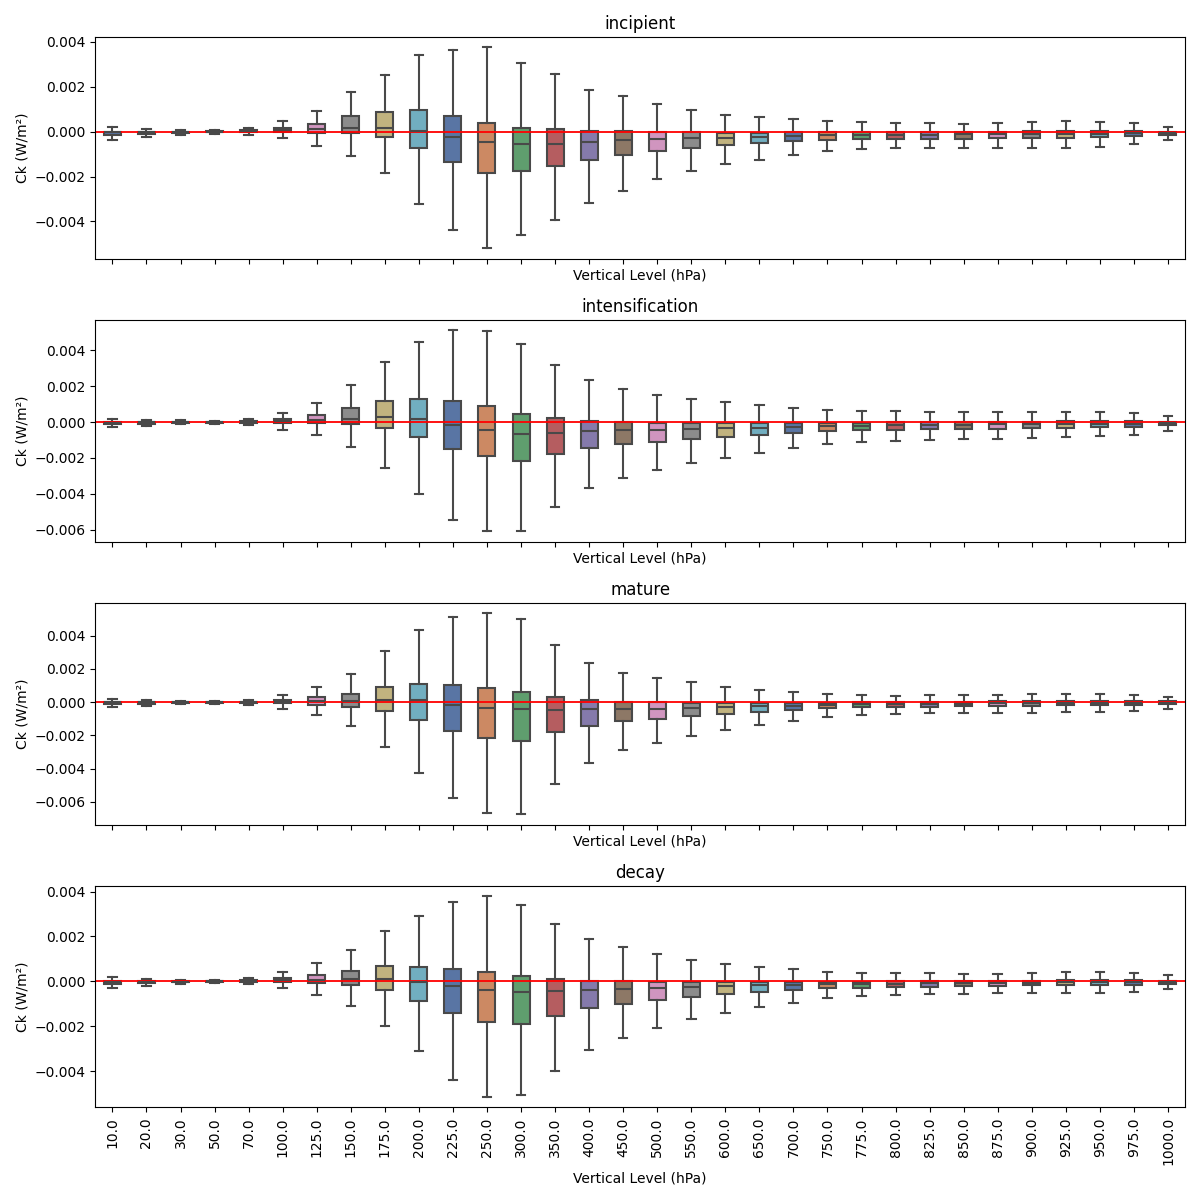 incipient
0.004
0.002
0.000
−0.002
−0.004
Ck (W/m²)
Vertical Level (hPa)
intensification
0.004
0.002
0.000
−0.002
−0.004
−0.006
Ck (W/m²)
Vertical Level (hPa)
mature
0.004
0.002
0.000
−0.002
−0.004
−0.006
Ck (W/m²)
Vertical Level (hPa)
decay
0.004
0.002
0.000
−0.002
−0.004
Ck (W/m²)
10.0 20.0 30.0 50.0 70.0 100.0 125.0 150.0 175.0 200.0 225.0 250.0 300.0 350.0 400.0 450.0 500.0 550.0 600.0 650.0 700.0 750.0 775.0 800.0 825.0 850.0 875.0 900.0 925.0 950.0 975.0 1000.0
Vertical Level (hPa)